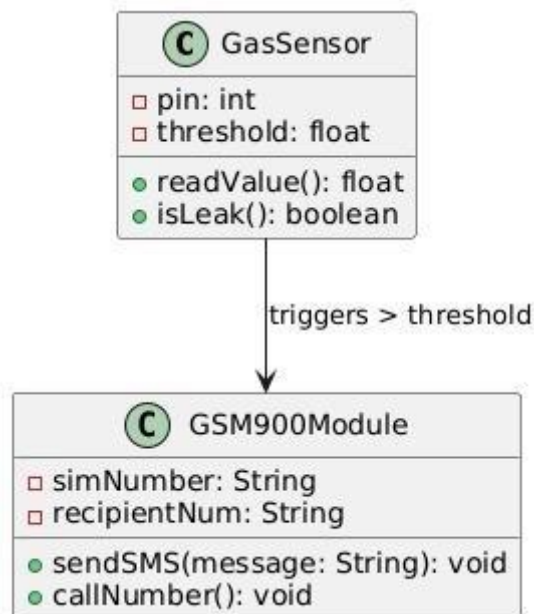 C GasSensor
pin: int
threshold: float
readValue(): float
isLeak(): boolean
triggers > threshold
C GSM900Module
simNumber: String
recipientNum: String
sendSMS(message: String): void
callNumber(): void